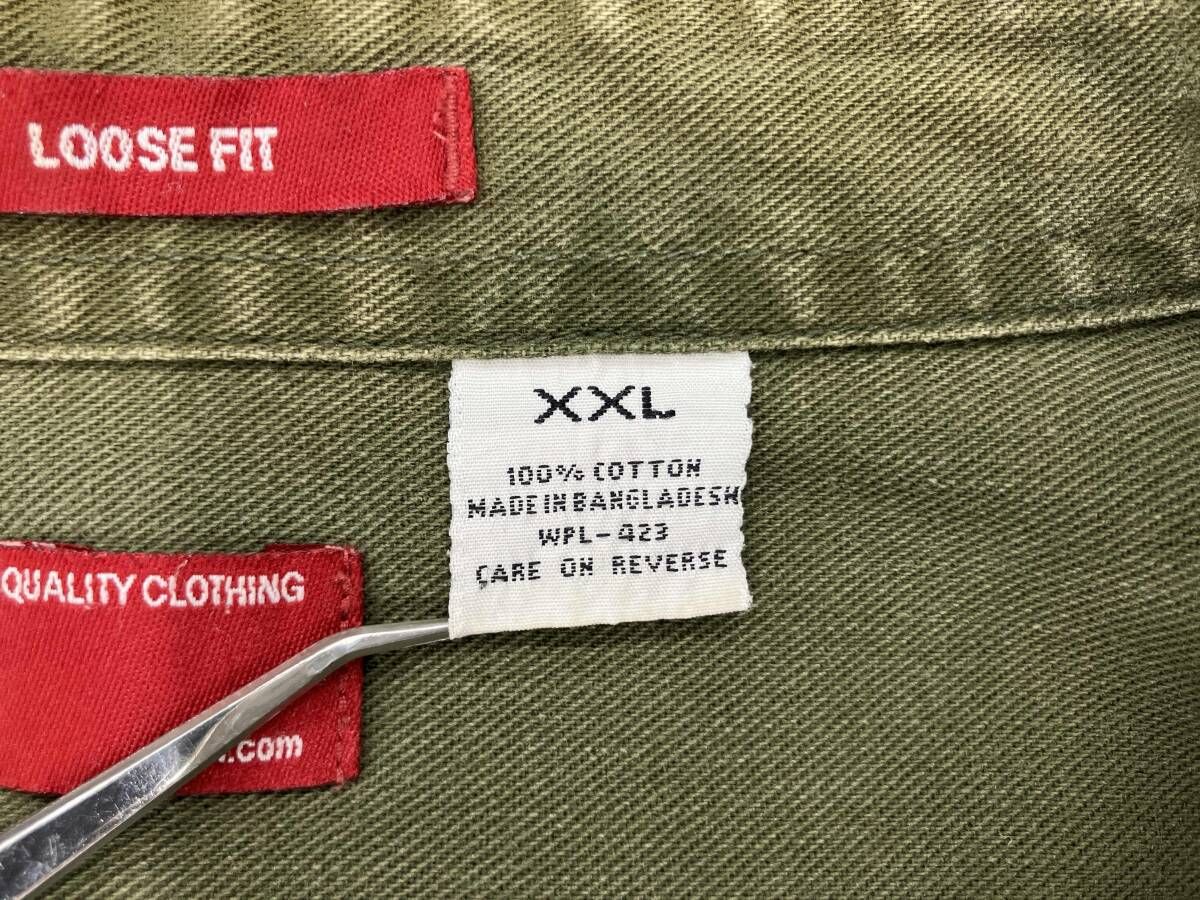 LOOSE FIT
XXL
100% COTTON
MADE IN BANGLADESH
WPL-423
CARE ON REVERSE
QUALITY CLOTHING
.com